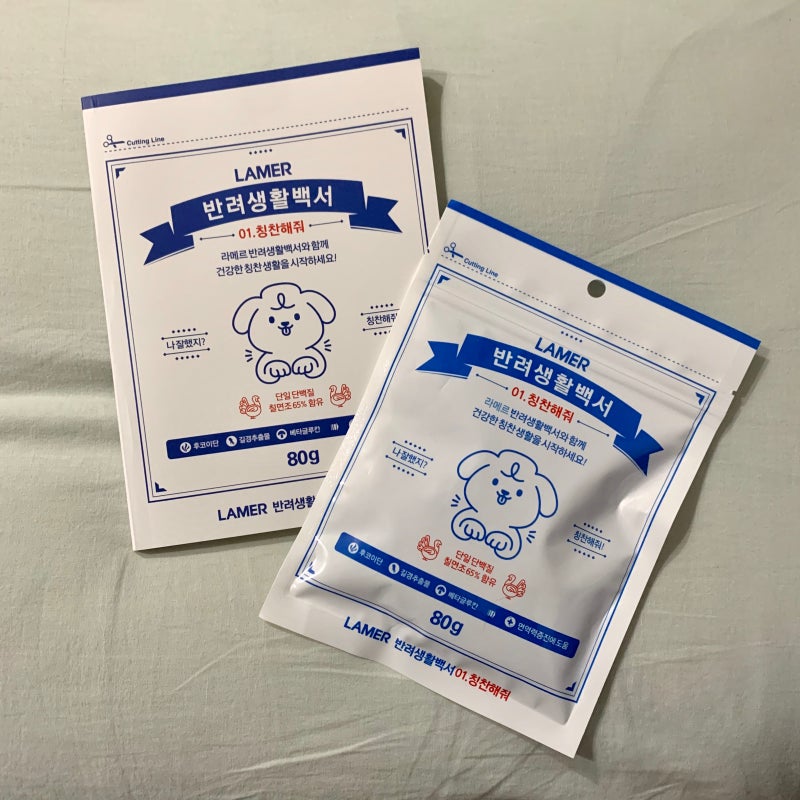 Cutting Line
LAMER
반려생활백서
01.칭찬해줘
라메르 반려생활백서와 함께
건강한 칭찬 생활을 시작하세요!
나잘했지?
칭찬해줘
단일 단백질
칠면조 65% 함유
후코이단 길경추출물 베타글루칸
80g
LAMER 반려생활
Cutting Line
LAMER
반려생활백서
01.칭찬해줘
라메르 반려생활백서와 함께
건강한 칭찬 생활을 시작하세요!
나잘했지?
칭찬해줘!
단일 단백질
칠면조 65% 함유
후코이단 길경추출물 베타글루칸 면역력증진에 도움
80g
LAMER 반려생활백서 01.칭찬해줘